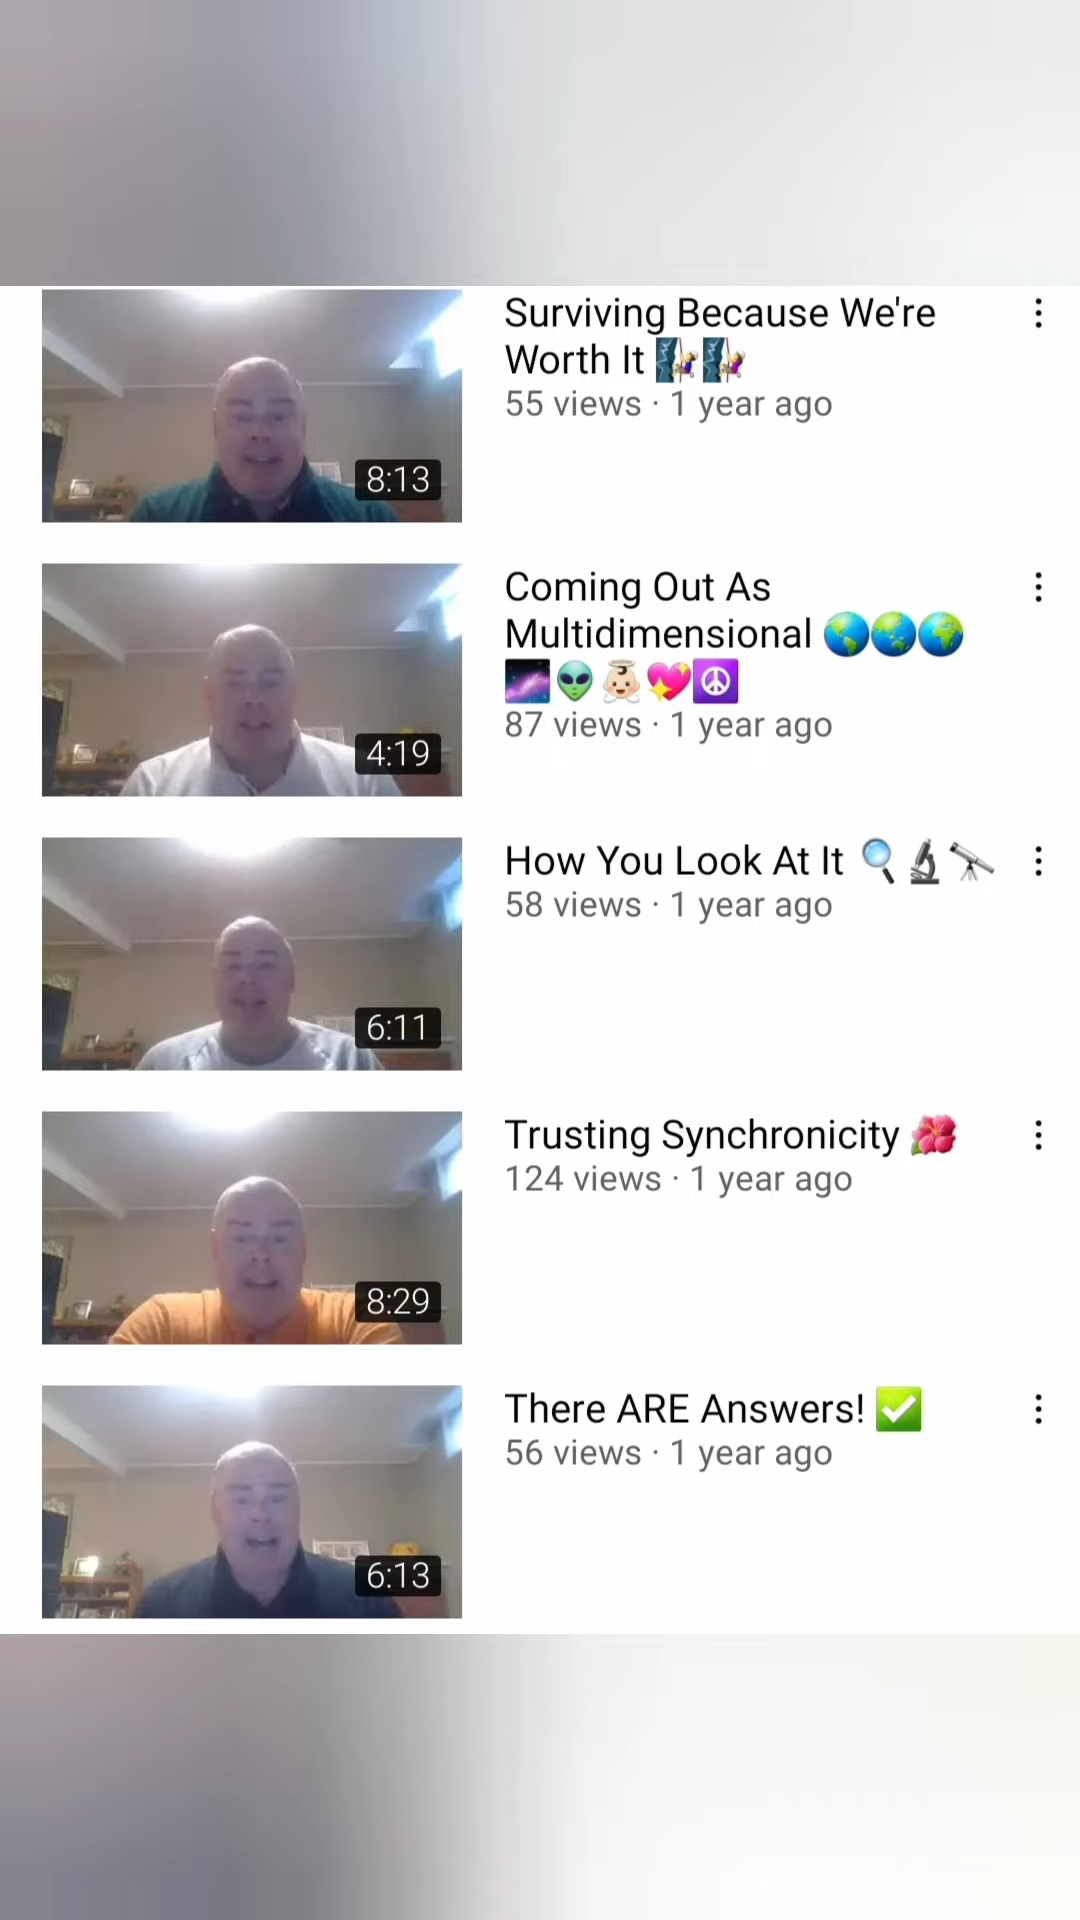 Surviving Because We're
Worth It 🧗‍♀️🧗‍♀️
55 views · 1 year ago
8:13
Coming Out As
Multidimensional 🌎🌍🌏
🌌👽👼🏻💖☮️
87 views · 1 year ago
4:19
How You Look At It 🔍🔬🔭
58 views · 1 year ago
6:11
Trusting Synchronicity 🌺
124 views · 1 year ago
8:29
There ARE Answers! ✅
56 views · 1 year ago
6:13